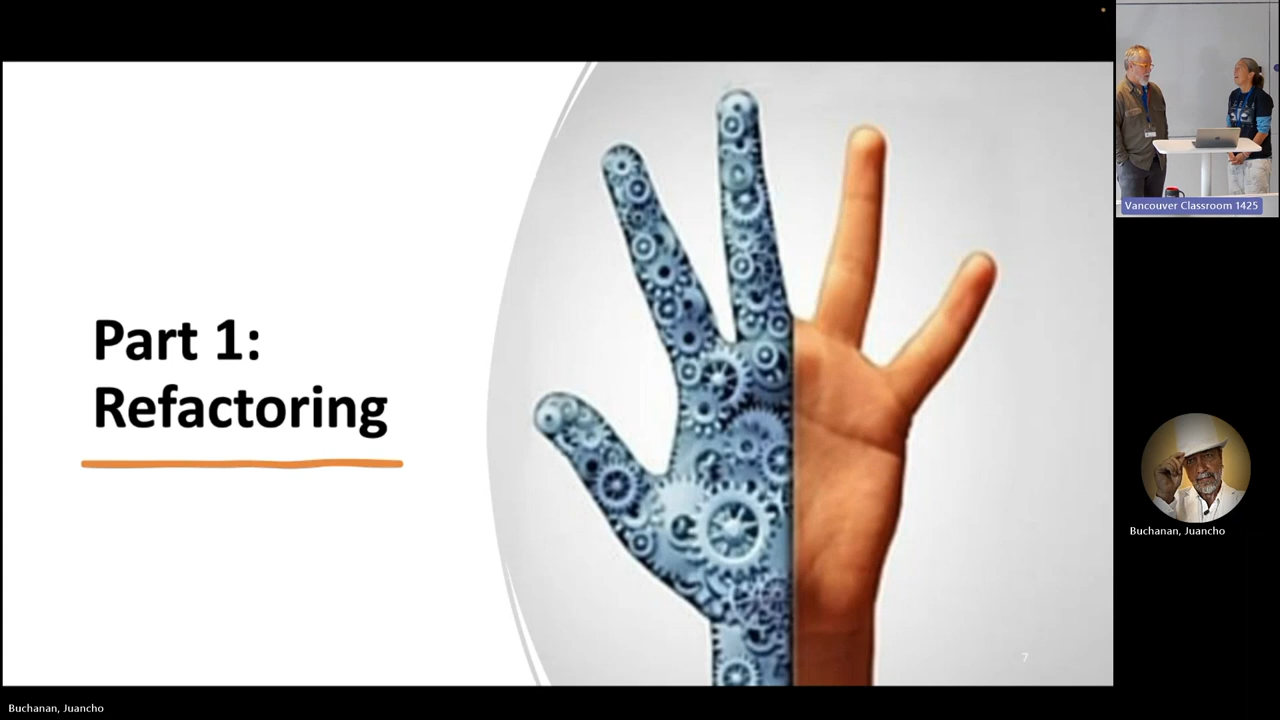 Part 1:
Refactoring
7
Vancouver Classroom 1425
Buchanan, Juancho
Buchanan, Juancho